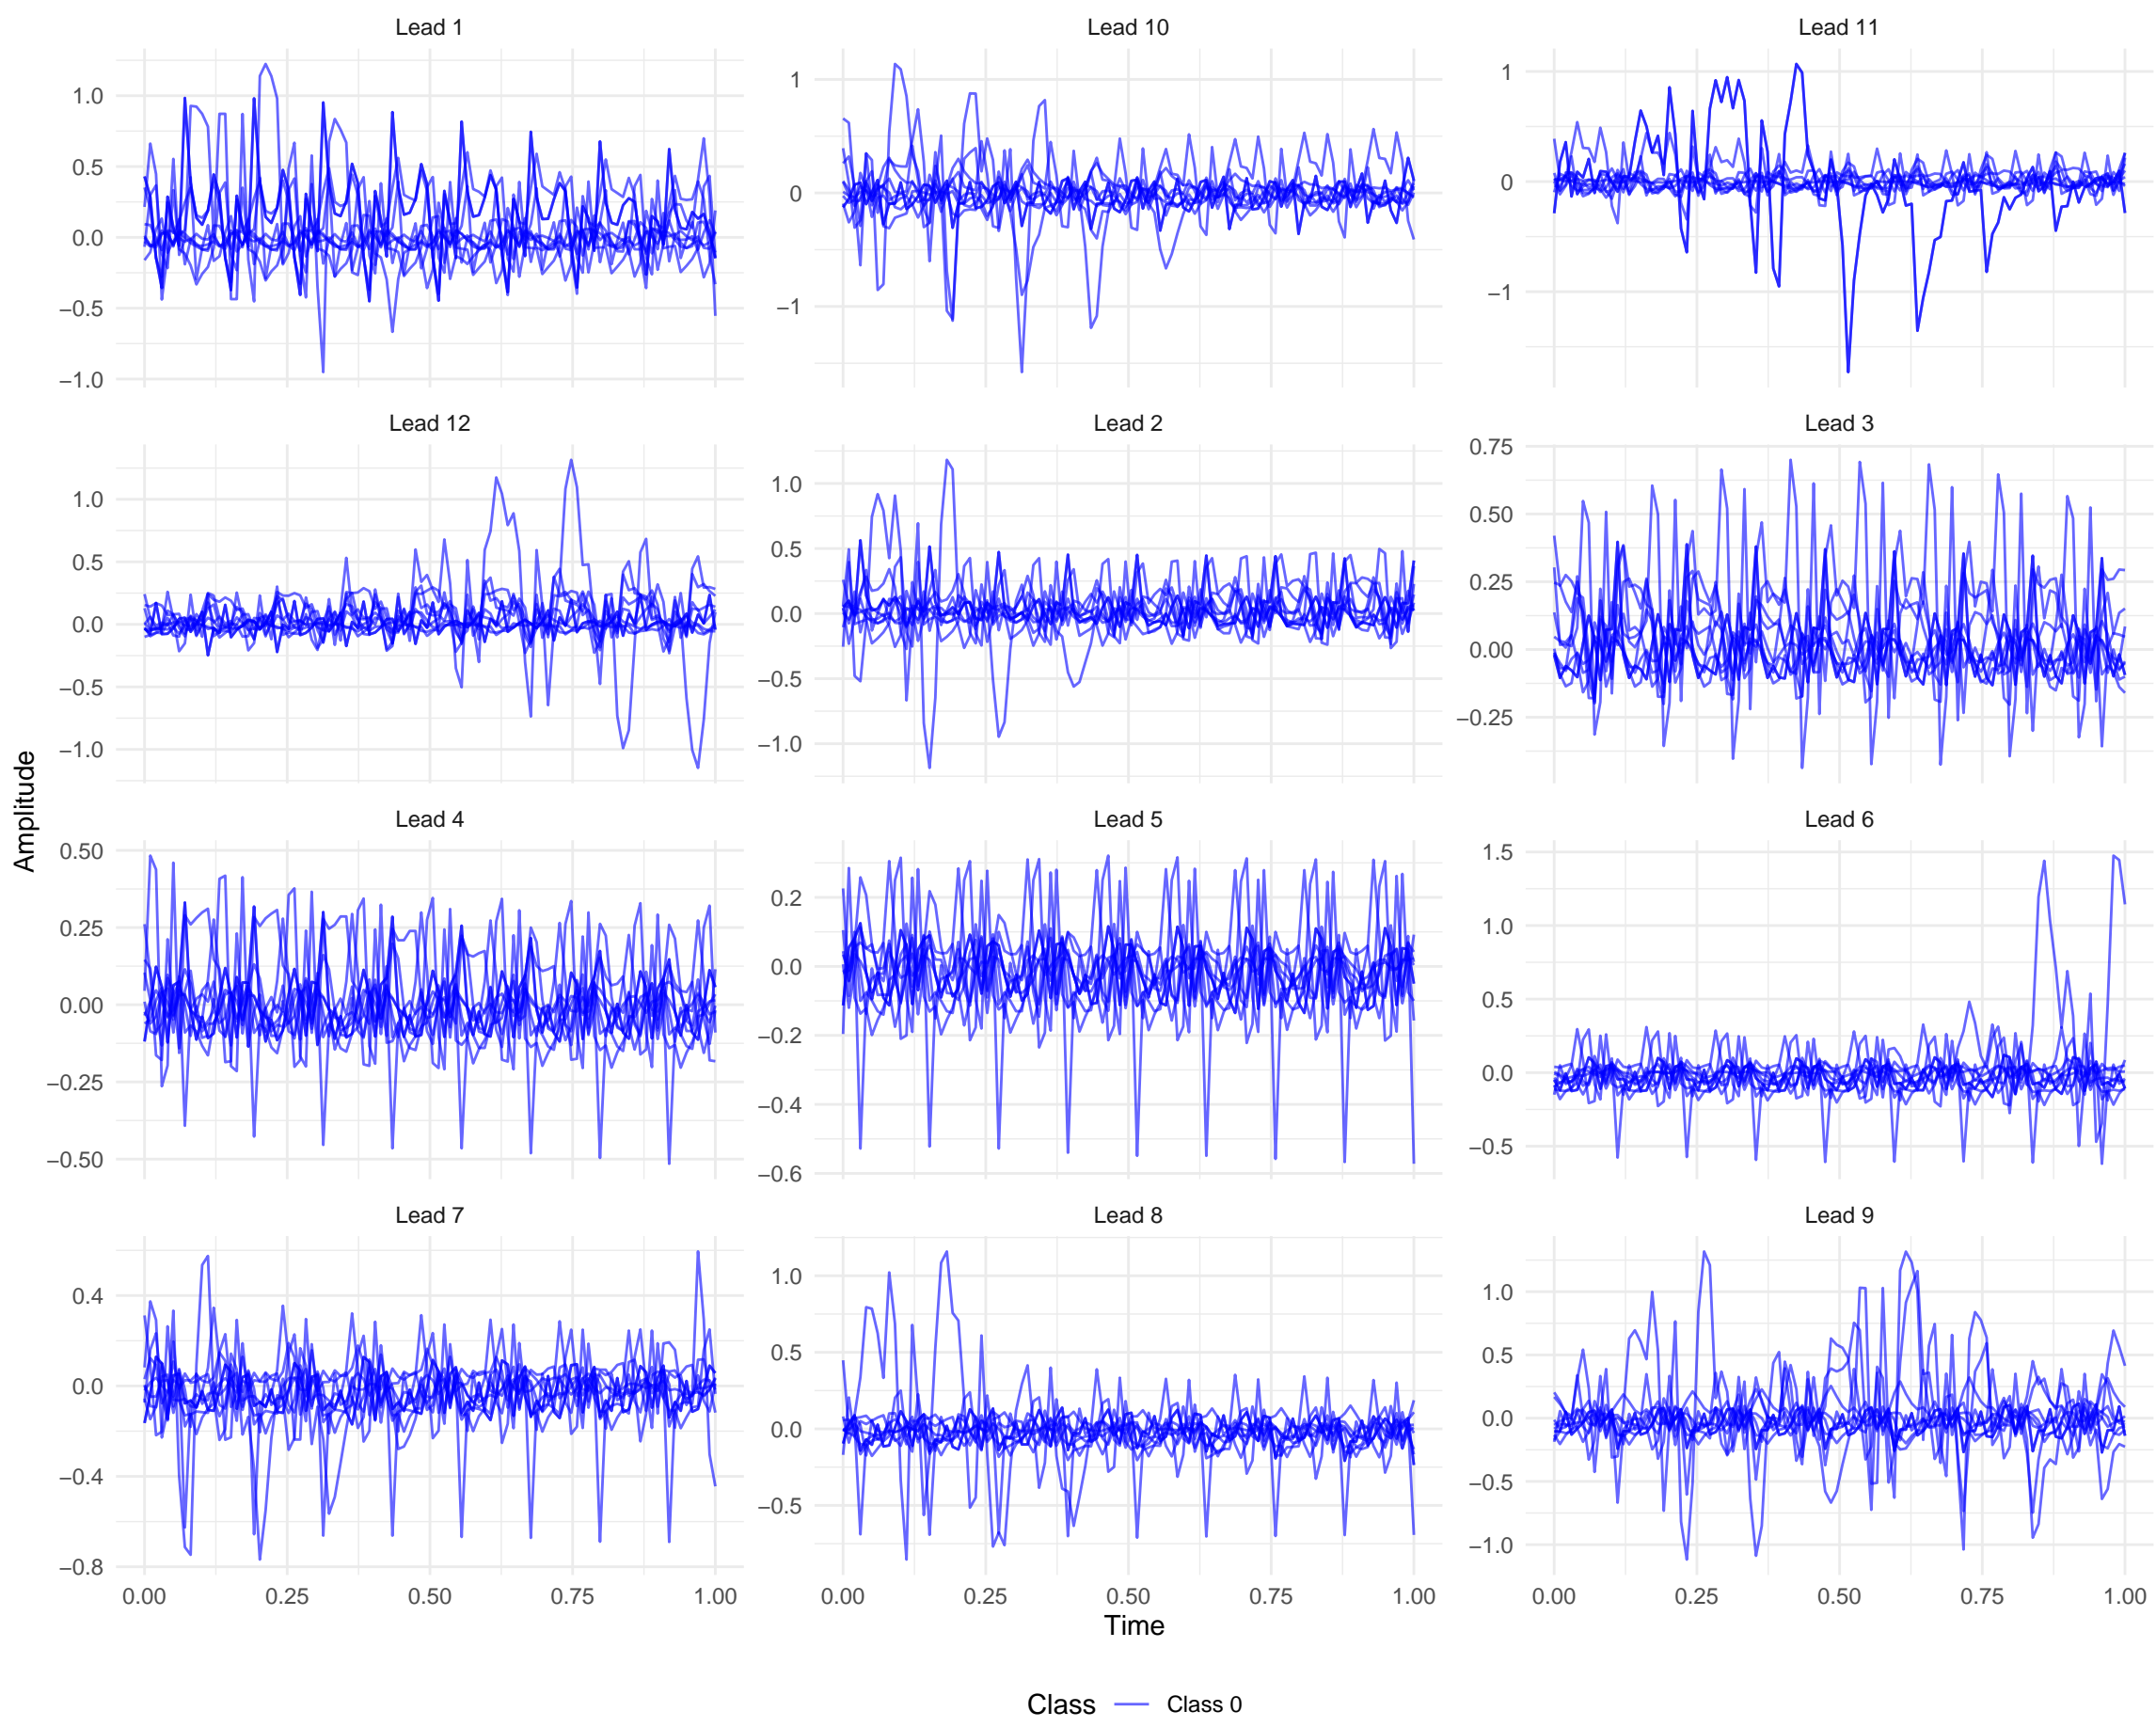 Lead 1 Lead 10 Lead 11
1.0 0.5 0.0 −0.5 −1.0
1 0 −1
1 0 −1
Lead 12 Lead 2 Lead 3
1.0 0.5 0.0 −0.5 −1.0
1.0 0.5 0.0 −0.5 −1.0
0.75 0.50 0.25 0.00 −0.25
Amplitude
Lead 4 Lead 5 Lead 6
0.50 0.25 0.00 −0.25 −0.50
0.2 0.0 −0.2 −0.4 −0.6
1.5 1.0 0.5 0.0 −0.5
Lead 7 Lead 8 Lead 9
0.4 0.0 −0.4 −0.8
1.0 0.5 0.0 −0.5
1.0 0.5 0.0 −0.5 −1.0
0.00 0.25 0.50 0.75 1.00 0.00 0.25 0.50 0.75 1.00 0.00 0.25 0.50 0.75 1.00
Time
Class Class 0